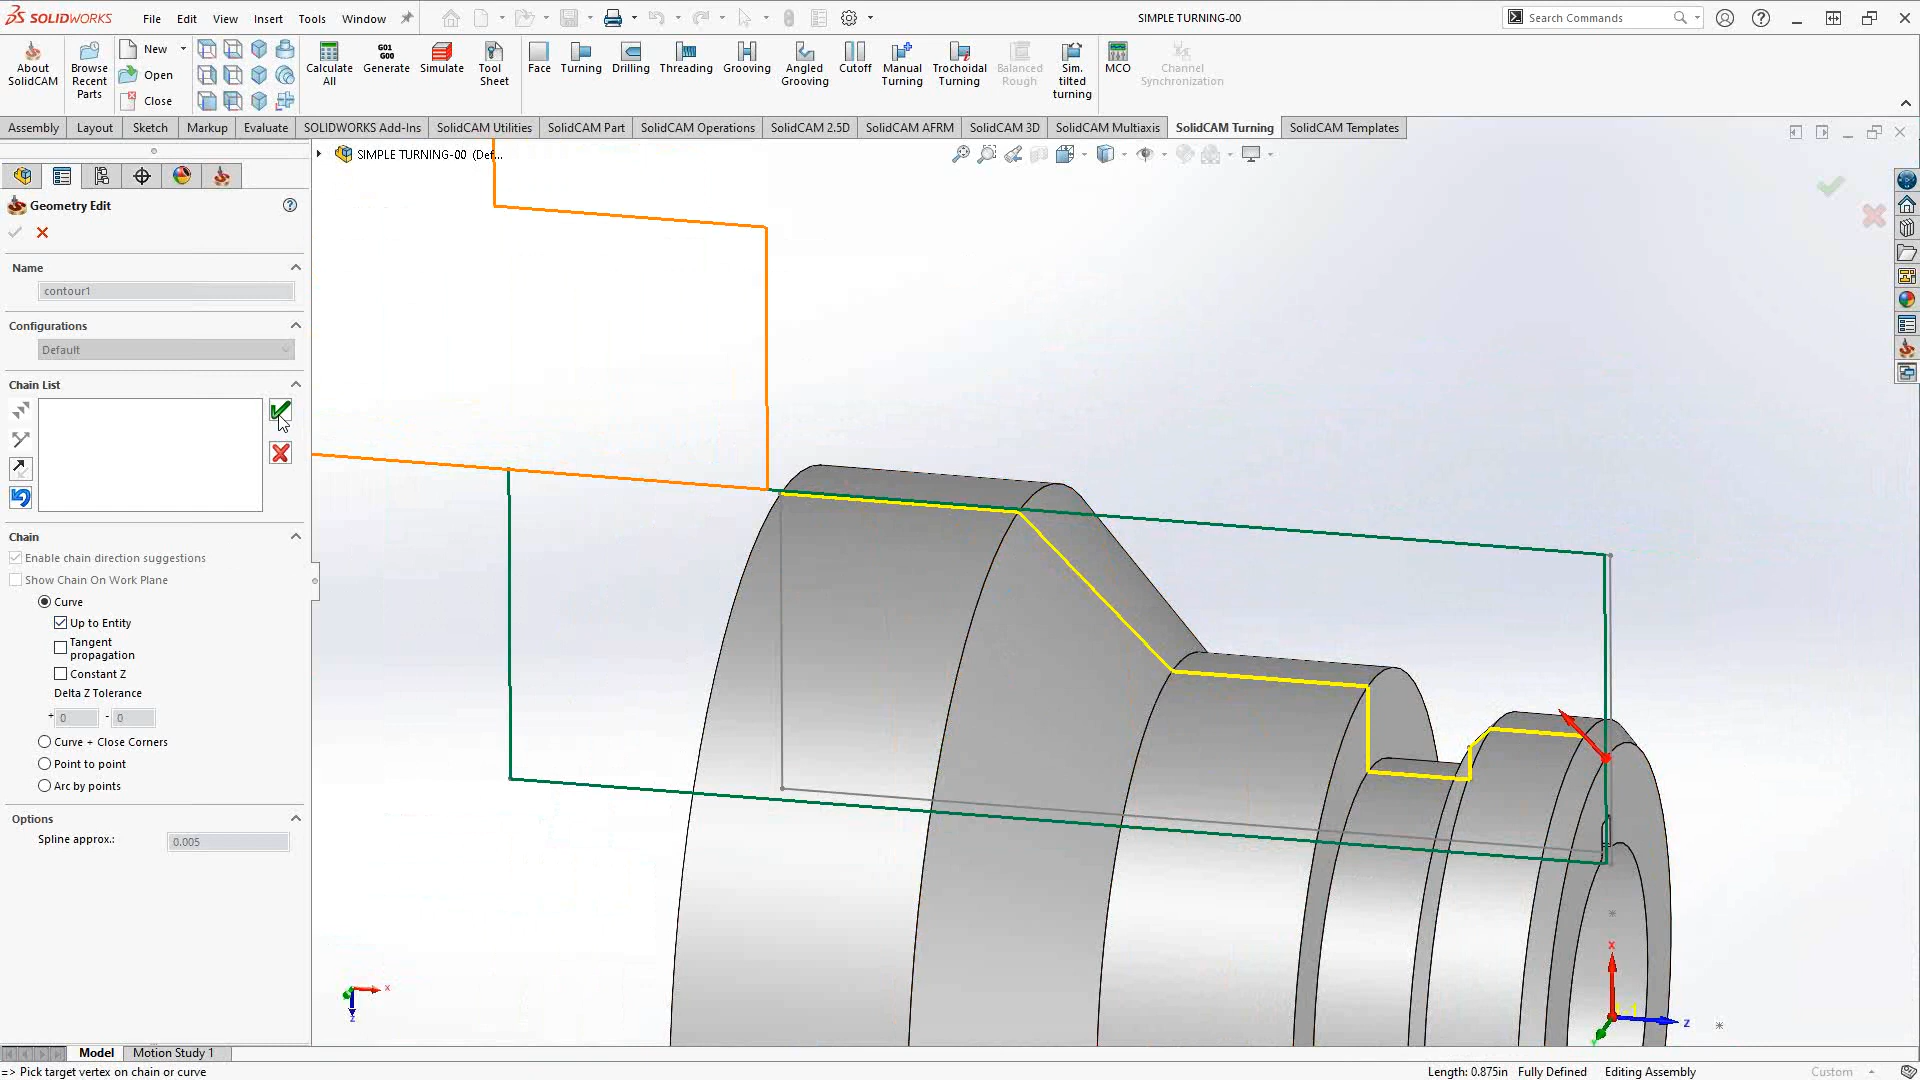 SOLIDWORKS File Edit View Insert Tools Window SIMPLE TURNING-00 Search Commands
About SolidCAM
Browse Recent Parts
New
Open
Close
Calculate All
G01 G00
Generate
Simulate
Tool Sheet
Face
Turning
Drilling
Threading
Grooving
Angled Grooving
Cutoff
Manual Turning
Trochoidal Turning
Balanced Rough
Sim. tilted turning
MCO
Channel Synchronization
Assembly Layout Sketch Markup Evaluate SOLIDWORKS Add-Ins SolidCAM Utilities SolidCAM Part SolidCAM Operations SolidCAM 2.5D SolidCAM AFRM SolidCAM 3D SolidCAM Multiaxis SolidCAM Turning SolidCAM Templates
SIMPLE TURNING-00 (Def...
Geometry Edit
Name
contour1
Configurations
Default
Chain List
Chain
Enable chain direction suggestions
Show Chain On Work Plane
Curve
Up to Entity
Tangent propagation
Constant Z
Delta Z Tolerance
+ 0 - 0
Curve + Close Corners
Point to point
Arc by points
Options
Spline approx.: 0.005
x
z
X
Z
Model Motion Study 1
=> Pick target vertex on chain or curve Length: 0.875in Fully Defined Editing Assembly Custom